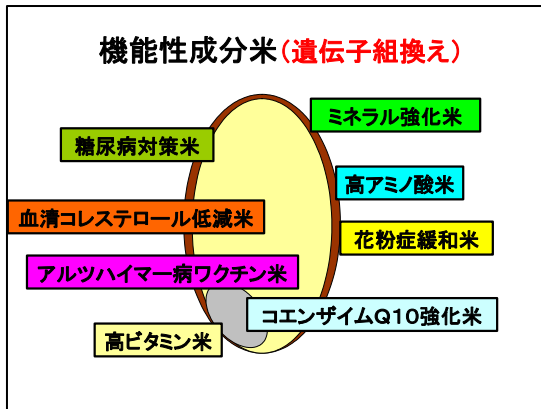 機能性成分米(遺伝子組換え)
ミネラル強化米
糖尿病対策米
高アミノ酸米
血清コレステロール低減米
花粉症緩和米
アルツハイマー病ワクチン米
コエンザイムQ10強化米
高ビタミン米